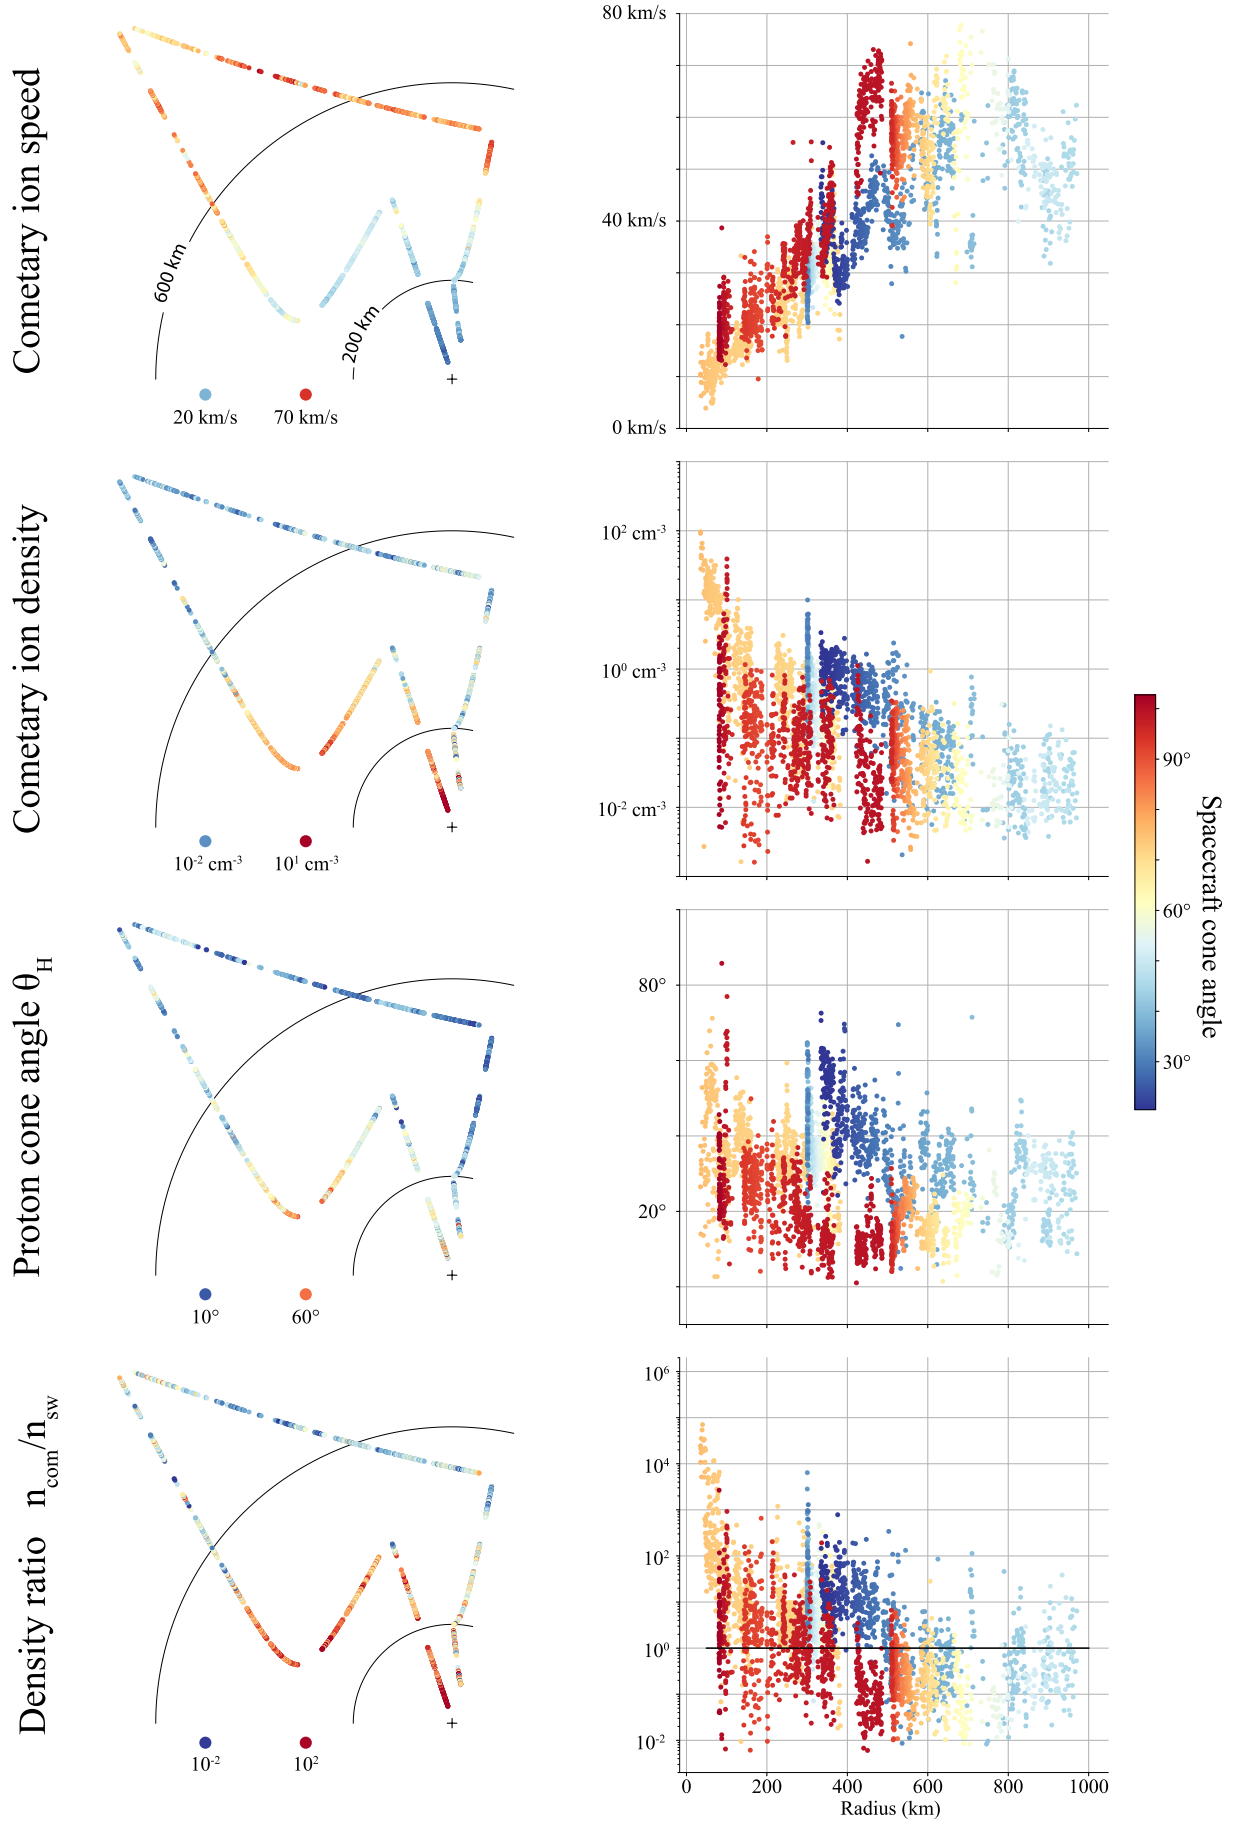 Cometary ion speed
600 km
200 km
20 km/s
70 km/s
80 km/s
40 km/s
0 km/s
Cometary ion density
10⁻² cm⁻³
10¹ cm⁻³
10² cm⁻³
10⁰ cm⁻³
10⁻² cm⁻³
Proton cone angle θH
10°
60°
80°
20°
Density ratio ncom/nsw
10⁻²
10²
10⁶
10⁴
10²
10⁰
10⁻²
0 200 400 600 800 1000
Radius (km)
90°
60°
30°
Spacecraft cone angle